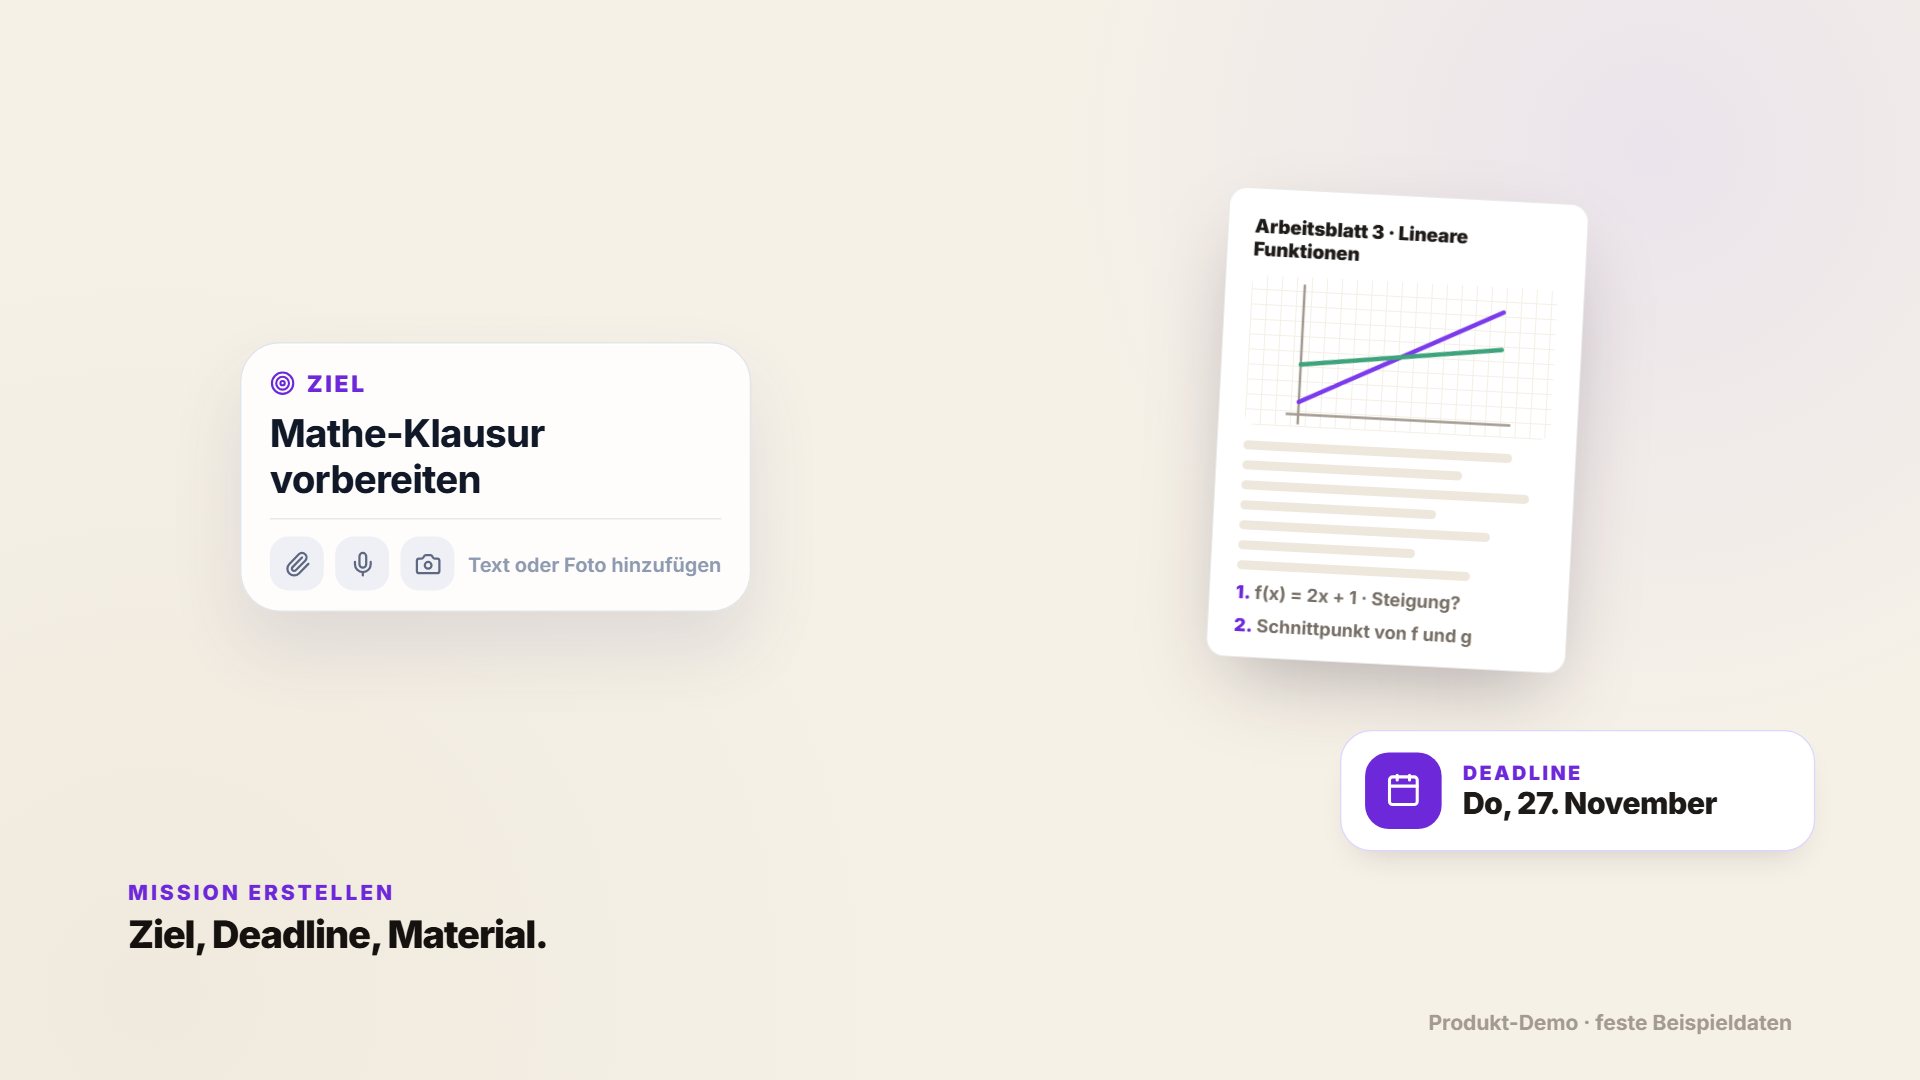 ZIEL
Mathe-Klausur
vorbereiten
Text oder Foto hinzufügen
Arbeitsblatt 3 · Lineare
Funktionen
1. f(x) = 2x + 1 · Steigung?
2. Schnittpunkt von f und g
DEADLINE
Do, 27. November
MISSION ERSTELLEN
Ziel, Deadline, Material.
Produkt-Demo · feste Beispieldaten